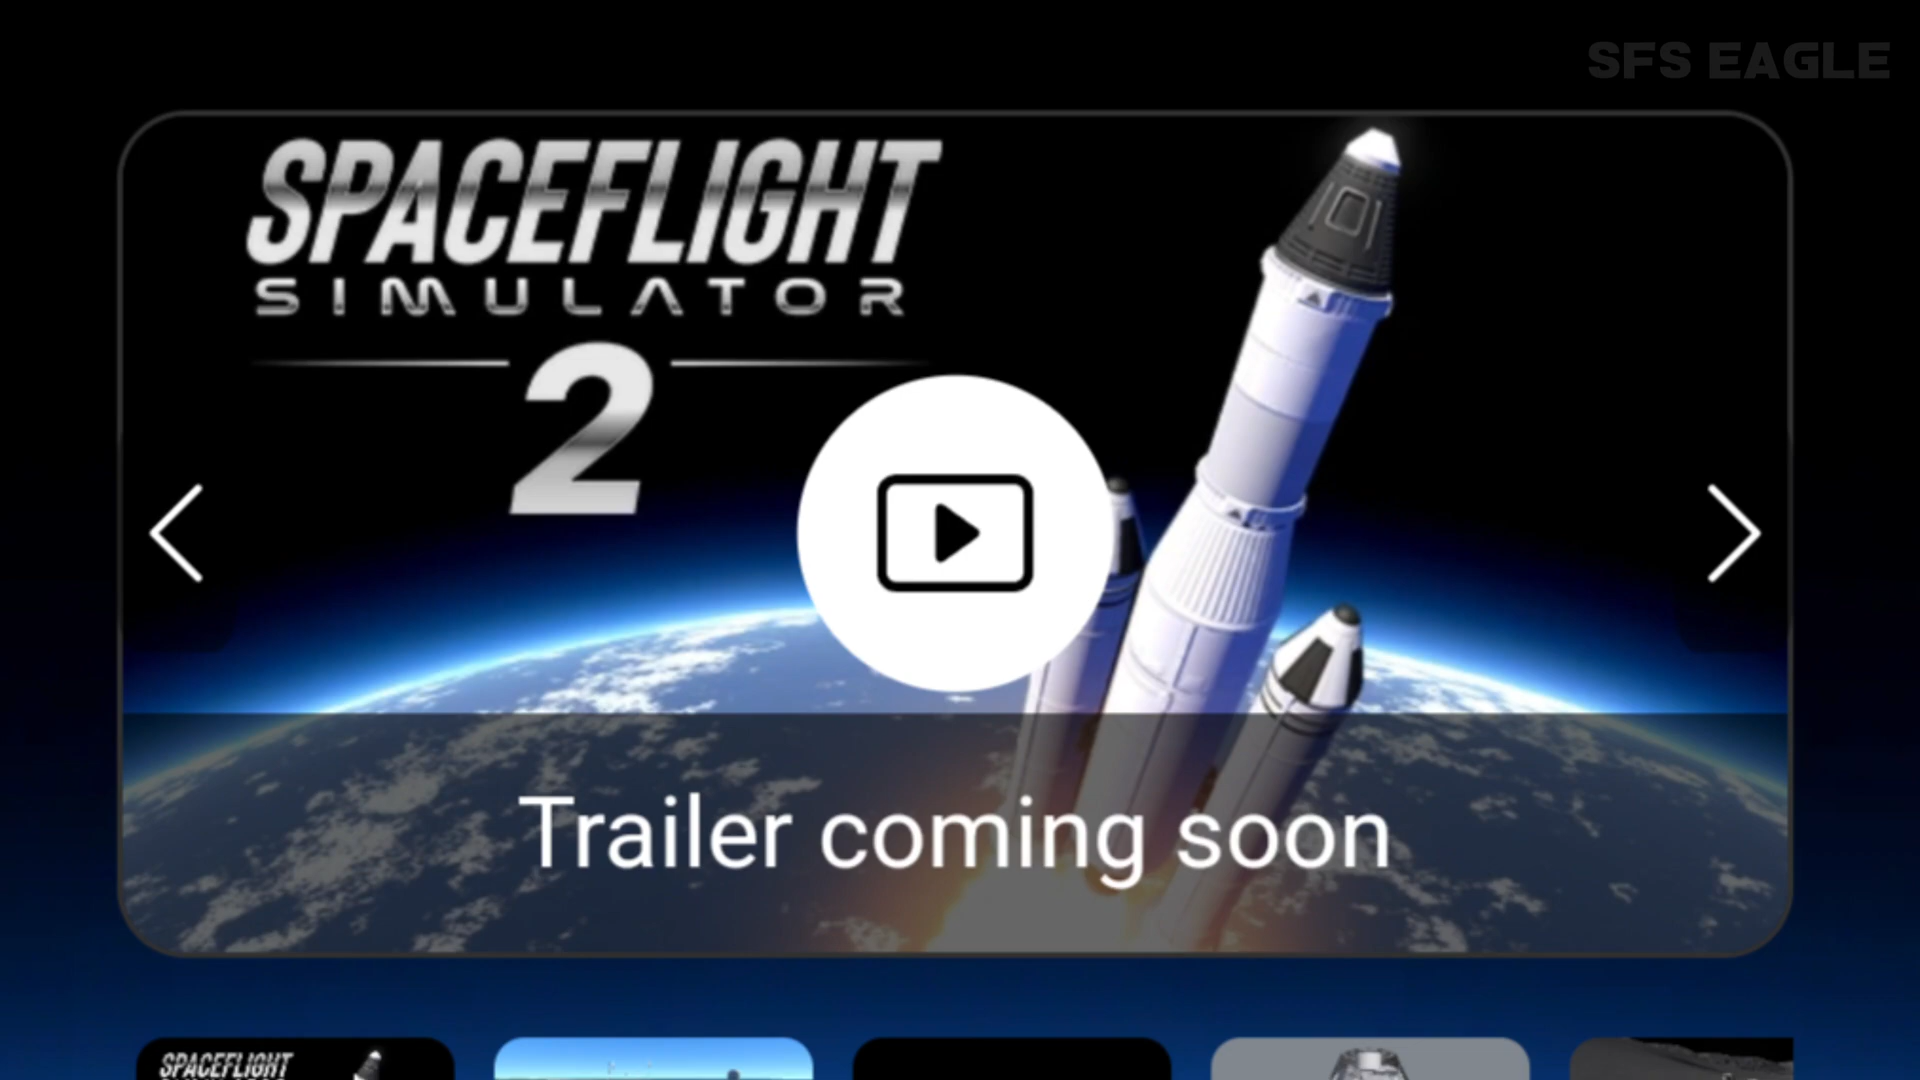 SFS EAGLE
SPACEFLIGHT
SIMULATOR
2
Trailer coming soon
SPACEFLIGHT